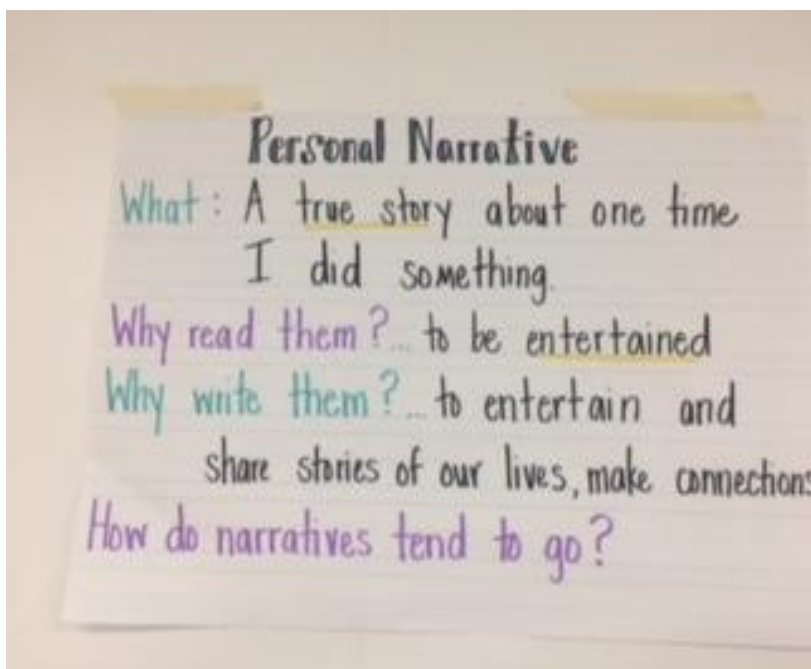 Personal Narrative
What: A true story about one time
I did something.
Why read them?... to be entertained
Why write them?... to entertain and
share stories of our lives, make connections
How do narratives tend to go?